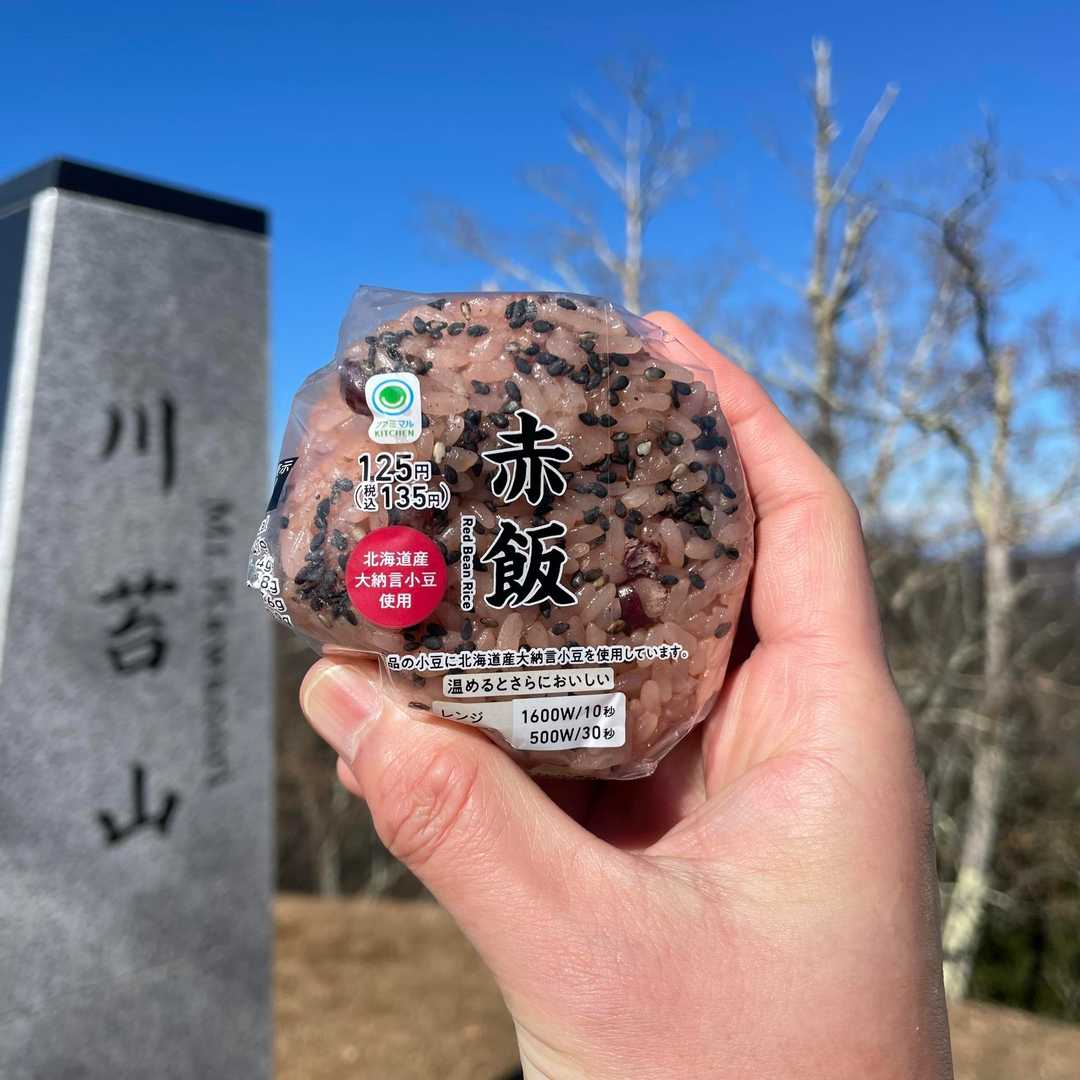 川苔山
ファミマル
KITCHEN
125円
(税込135円)
赤飯
Red Bean Rice
北海道産
大納言小豆
使用
品の小豆に北海道産大納言小豆を使用しています。
温めるとさらにおいしい
レンジ
1600W/10秒
500W/30秒